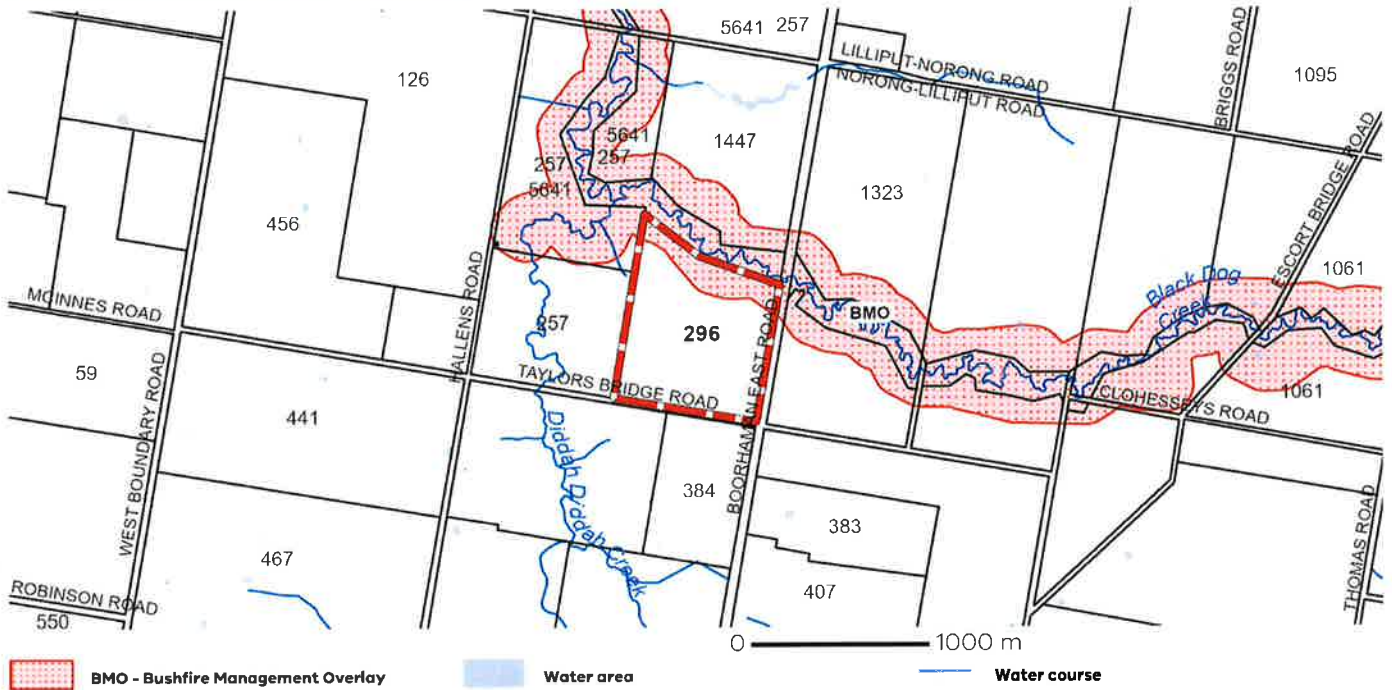 5641 257
LILLIPUT-NORONG ROAD
NORONG-LILLIPUT ROAD
BRIGGS ROAD
1095
126
5641
257
1447
257
5641
1323
ESCORT BRIDGE ROAD
456
1061
Black Dog
Creek
MCINNES ROAD
HALLENS ROAD
257
296
BMO
BOORHAMAN EAST ROAD
WEST BOUNDARY ROAD
59
TAYLORS BRIDGE ROAD
CLOHESSEYS ROAD
1061
441
Diddah Diddah Creek
384
383
THOMAS ROAD
467
407
ROBINSON ROAD
550
0 1000 m
BMO - Bushfire Management Overlay
Water area
Water course